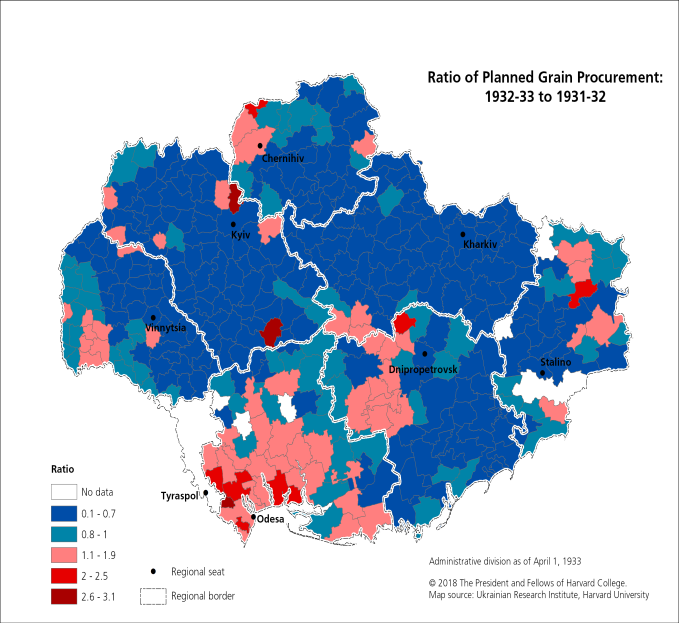 Ratio of Planned Grain Procurement:
1932-33 to 1931-32
Chernihiv
Kyiv
Kharkiv
Vinnytsia
Stalino
Dnipropetrovsk
Ratio
No data
0.1 - 0.7
0.8 - 1
1.1 - 1.9
2 - 2.5
2.6 - 3.1
Tyraspol
Odesa
Regional seat
Regional border
Administrative division as of April 1, 1933
© 2018 The President and Fellows of Harvard College.
Map source: Ukrainian Research Institute, Harvard University